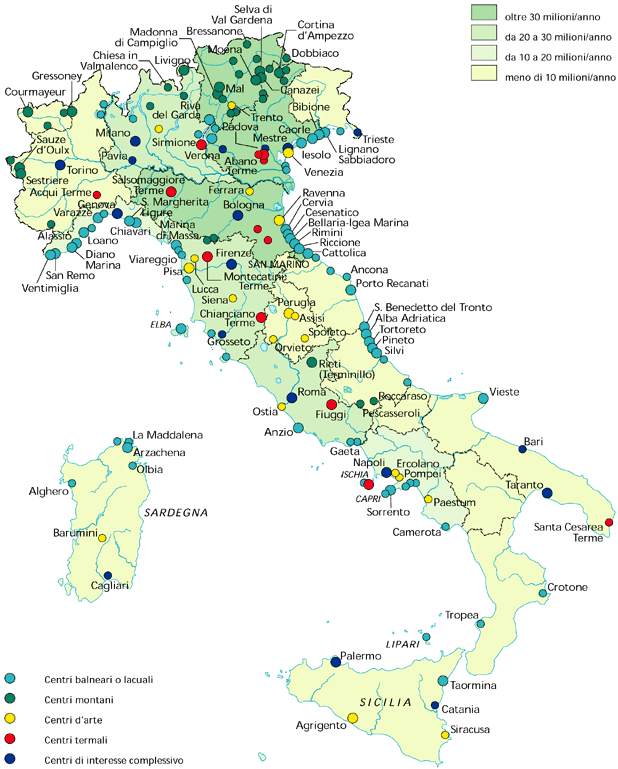 Selva di
Val Gardena
Cortina
d'Ampezzo
Madonna
di Campiglio
Bressanone
Moena
Dobbiaco
Chiesa in
Valmalenco
Livigno
Gressoney
Courmayeur
Mal
Canazei
Riva
del Garda
Bibione
Trento
Padova
Mestre
Caorle
Trieste
Milano
Sirmione
Lignano
Sabbiadoro
Iesolo
Sauze
d'Oulx
Pavia
Verona
Abano
Terme
Venezia
Torino
Sestriere
Salsomaggiore
Terme
Acqui Terme
Ferrara
Ravenna
Genova
S. Margherita
Ligure
Bologna
Cervia
Varazze
Cesenatico
Bellaria-Igea Marina
Alassio
Loano
Chiavari
Marina
di Massa
Rimini
Riccione
Diano
Marina
Firenze
SAN MARINO
Cattolica
San Remo
Viareggio
Pisa
Montecatini
Terme
Ancona
Ventimiglia
Lucca
Siena
Porto Recanati
Perugia
ELBA
Chianciano
Terme
Assisi
S. Benedetto del Tronto
Alba Adriatica
Tortoreto
Spoleto
Grosseto
Orvieto
Pineto
Silvi
Rieti
(Terminillo)
Roma
Roccaraso
Vieste
Ostia
Fiuggi
Pescasseroli
Anzio
Gaeta
Bari
Napoli
Ercolano
Pompei
ISCHIA
CAPRI
Taranto
Sorrento
Paestum
Santa Cesarea
Terme
Camerota
La Maddalena
Arzachena
Olbia
Alghero
SARDEGNA
Barumini
Cagliari
Crotone
Tropea
LIPARI
Palermo
Taormina
SICILIA
Catania
Agrigento
Siracusa
oltre 30 milioni/anno
da 20 a 30 milioni/anno
da 10 a 20 milioni/anno
meno di 10 milioni/anno
Centri balneari o lacuali
Centri montani
Centri d'arte
Centri termali
Centri di interesse complessivo